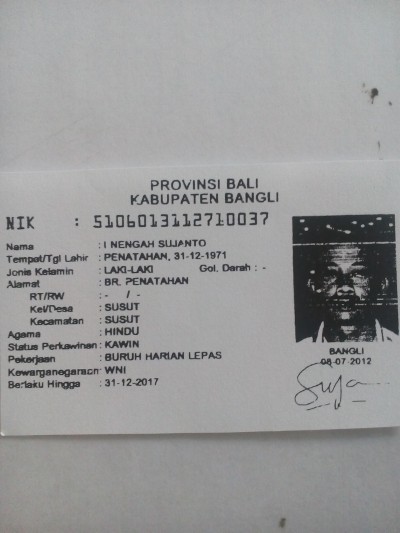 PROVINSI BALI
KABUPATEN BANGLI
NIK : 5106013112710037
Nama : I NENGAH SUJANTO
Tempat/Tgl Lahir : PENATAHAN, 31-12-1971
Jenis Kelamin : LAKI-LAKI Gol. Darah : -
Alamat : BR. PENATAHAN
RT/RW : - / -
Kel/Desa : SUSUT
Kecamatan : SUSUT
Agama : HINDU
Status Perkawinan : KAWIN
Pekerjaan : BURUH HARIAN LEPAS
Kewarganegaraan : WNI
Berlaku Hingga : 31-12-2017
BANGLI
08-07-2012